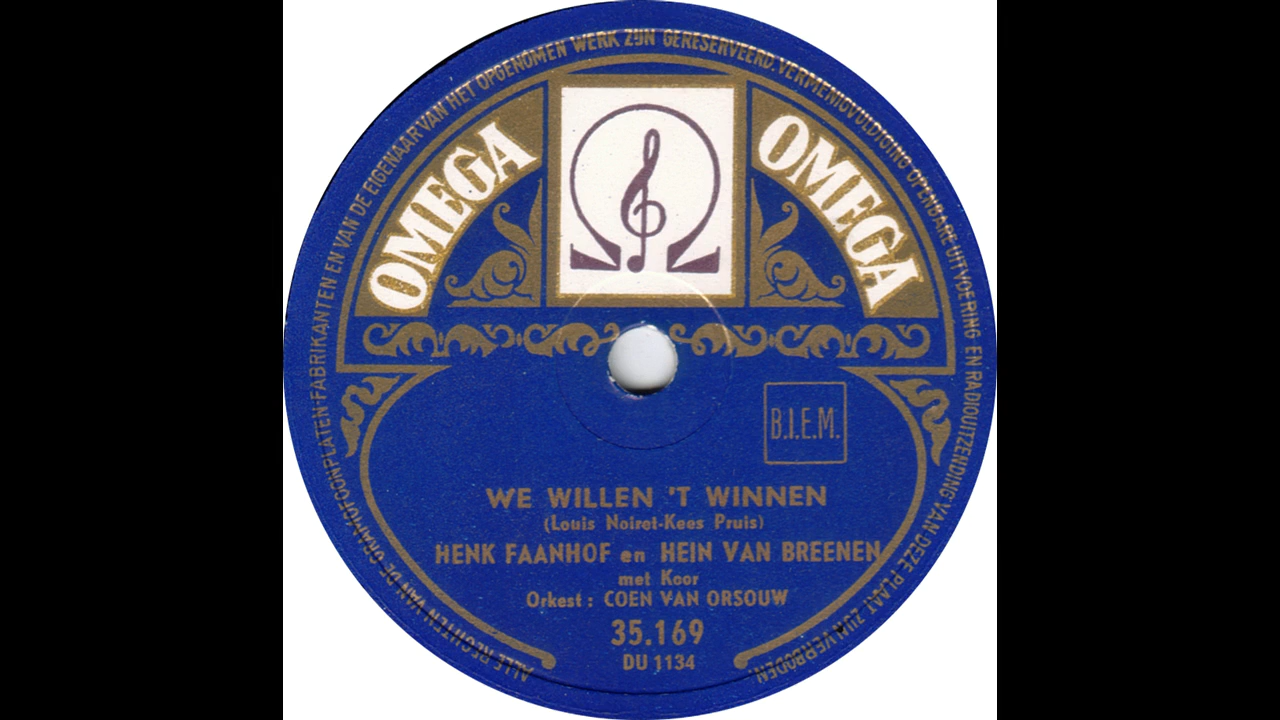 ALLE RECHTEN VAN DE GRAMOFOONPLATEN-FABRIKANTEN EN VAN DE EIGENAAR VAN HET OPGENOMEN WERK ZIJN GERESERVEERD. VERMENIGVULDIGING OPENBARE UITVOERING EN RADIOUITZENDING VAN DEZE PLAAT ZIJN VERBODEN
OMEGA
OMEGA
B.I.E.M.
WE WILLEN 'T WINNEN
(Louis Noiret-Kees Pruis)
HENK FAANHOF en HEIN VAN BREENEN
met Koor
Orkest : COEN VAN ORSOUW
35.169
DU 1134